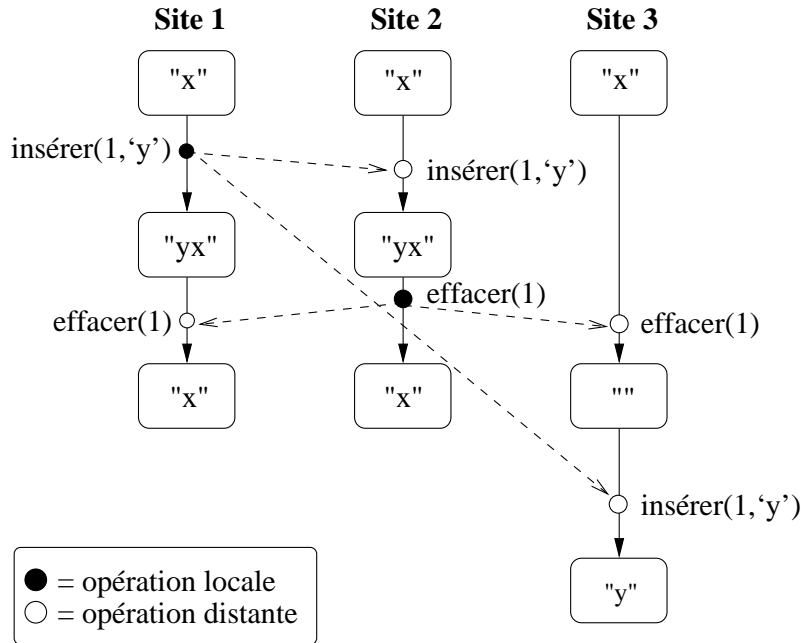 Site 1 Site 2 Site 3
"x" "x" "x"
insérer(1,‘y’)
insérer(1,‘y’)
"yx" "yx"
effacer(1)
effacer(1) effacer(1)
"x" "x" ""
insérer(1,‘y’)
"y"
= opération locale
= opération distante